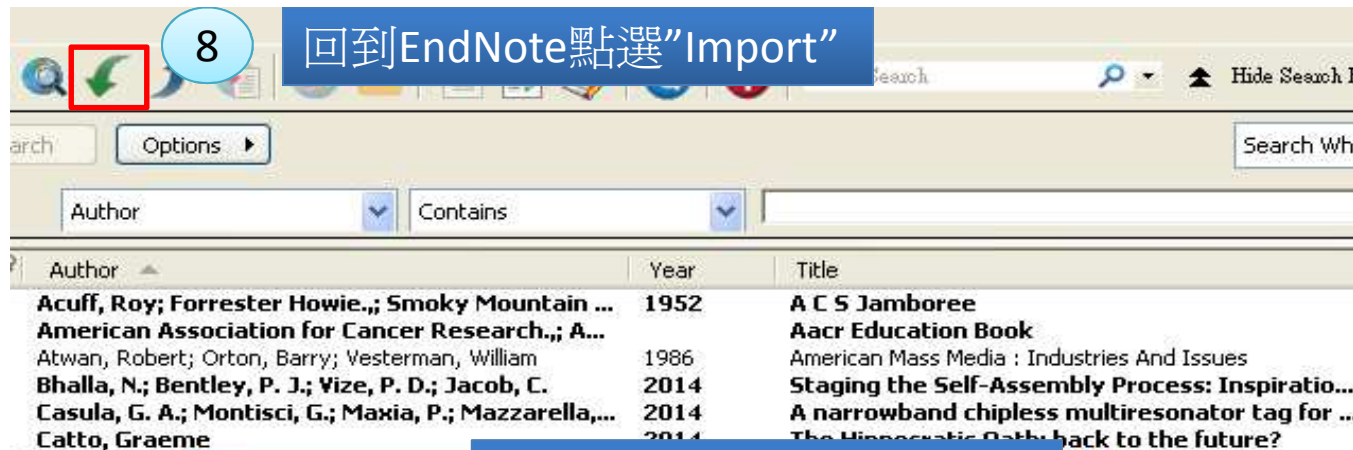 8
回到EndNote點選”Import”
Search
Hide Search
arch
Options
Search Wh
Author
Contains
Author
Year
Title
Acuff, Roy; Forrester Howie.,; Smoky Mountain ... 1952 A C S Jamboree
American Association for Cancer Research.,; A... Aacr Education Book
Atwan, Robert; Orton, Barry; Vesterman, William 1986 American Mass Media : Industries And Issues
Bhalla, N.; Bentley, P. J.; Vize, P. D.; Jacob, C. 2014 Staging the Self-Assembly Process: Inspiratio...
Casula, G. A.; Montisci, G.; Maxia, P.; Mazzarella,... 2014 A narrowband chipless multiresonator tag for ...
Catto, Graeme 2014 The Hippocratic Oath: back to the future?